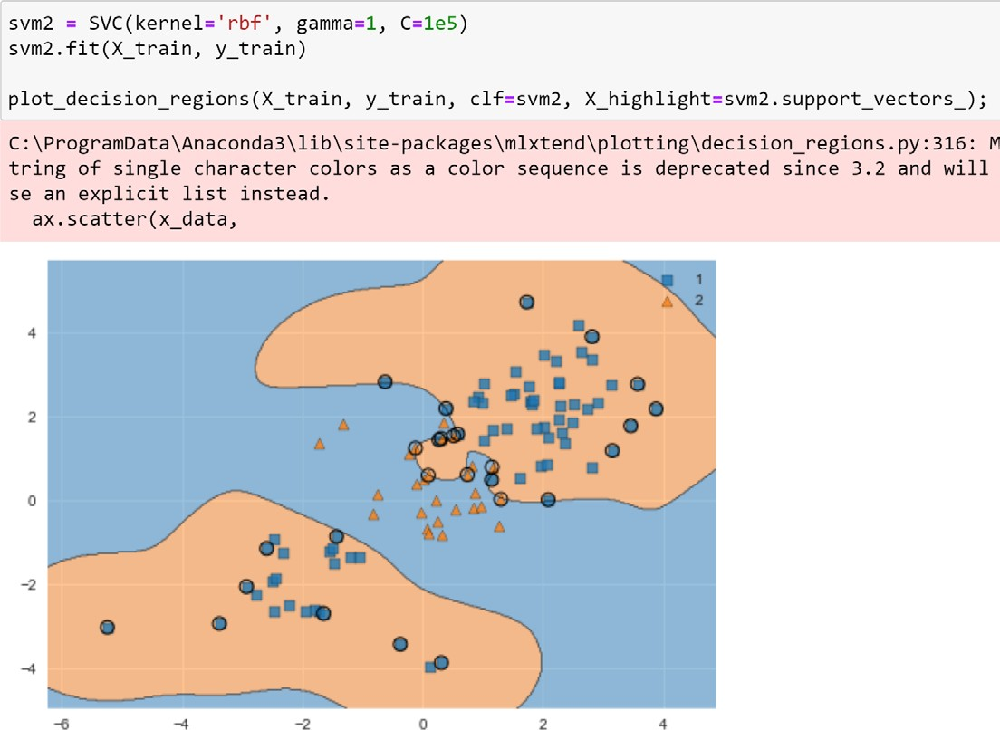 svm2 = SVC(kernel='rbf', gamma=1, C=1e5)
svm2.fit(X_train, y_train)
plot_decision_regions(X_train, y_train, clf=svm2, X_highlight=svm2.support_vectors_);
C:\ProgramData\Anaconda3\lib\site-packages\mlxtend\plotting\decision_regions.py:316: M
tring of single character colors as a color sequence is deprecated since 3.2 and will
se an explicit list instead.
ax.scatter(x_data,
1
2
4
2
0
−2
−4
−6 −4 −2 0 2 4